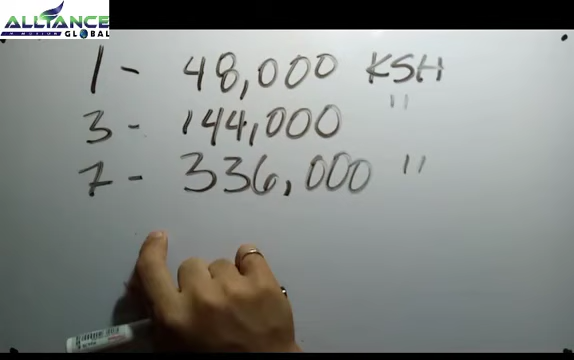 ALLIANCE
IN MOTION GLOBAL
1 - 48,000 KSH
3 - 144,000 "
7 - 336,000 "